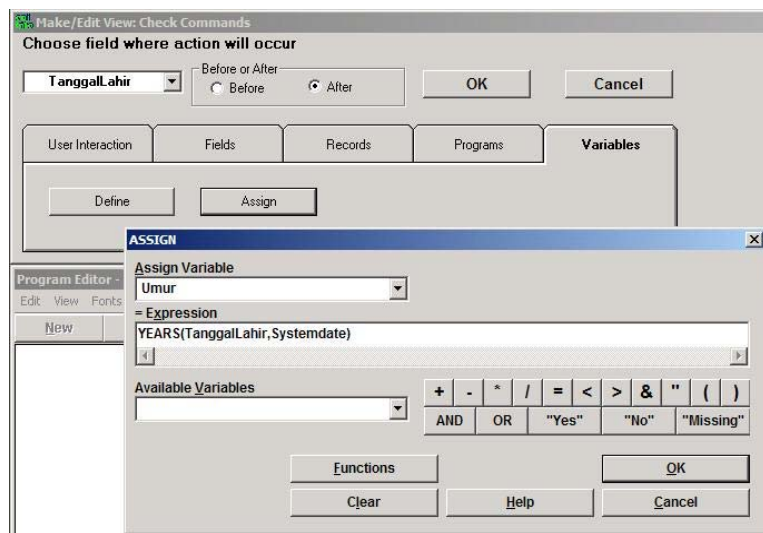 Make/Edit View: Check Commands
Choose field where action will occur
TanggalLahir
Before or After
Before After
OK Cancel
User Interaction Fields Records Programs Variables
Define Assign
ASSIGN
Assign Variable
Umur
= Expression
YEARS(TanggalLahir,Systemdate)
Available Variables
+ - * / = < > & " ( )
AND OR "Yes" "No" "Missing"
Functions OK
Clear Help Cancel
Program Editor -
Edit View Fonts
New